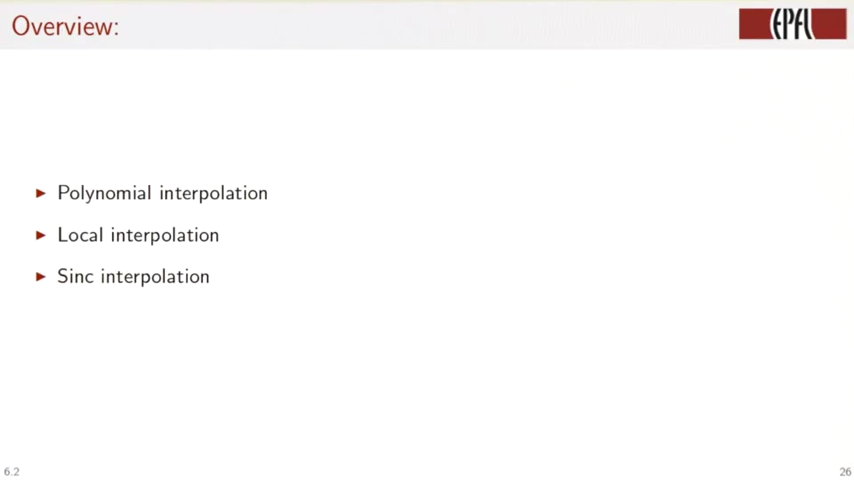 Overview:
EPFL
Polynomial interpolation
Local interpolation
Sinc interpolation
6.2
26